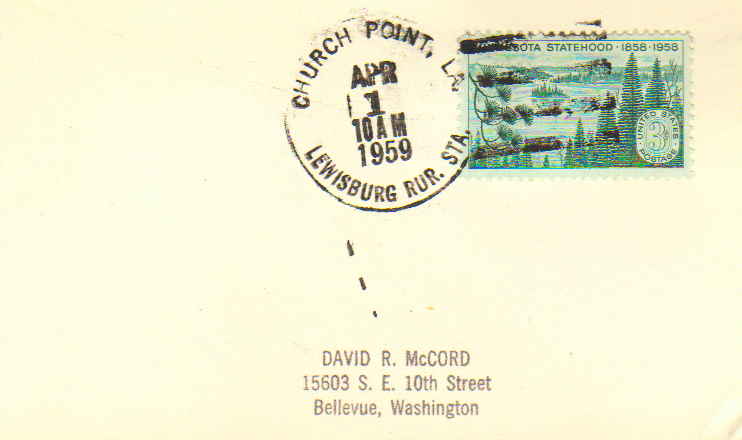 CHURCH POINT, LA.
APR
1
10 AM
1959
LEWISBURG RUR. STA.
SOTA STATEHOOD · 1858-1958
UNITED STATES
3¢
POSTAGE
DAVID R. McCORD
15603 S. E. 10th Street
Bellevue, Washington